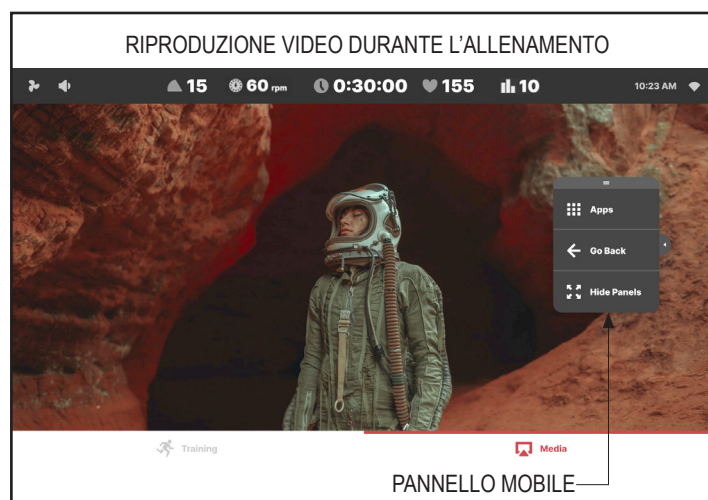 RIPRODUZIONE VIDEO DURANTE L'ALLENAMENTO
15 60 rpm 0:30:00 155 10 10:23 AM
Apps
Go Back
Hide Panels
Training Media
PANNELLO MOBILE